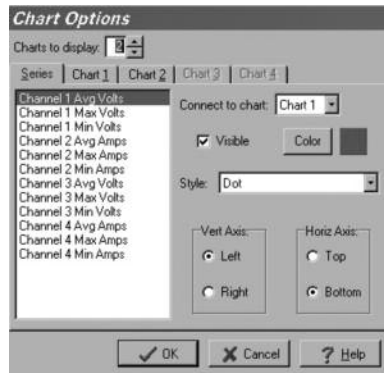 Chart Options
Charts to display: 2
Series Chart 1 Chart 2 Chart 3 Chart 4
Channel 1 Avg Volts
Channel 1 Max Volts
Channel 1 Min Volts
Channel 2 Avg Amps
Channel 2 Max Amps
Channel 2 Min Amps
Channel 3 Avg Volts
Channel 3 Max Volts
Channel 3 Min Volts
Channel 4 Avg Amps
Channel 4 Max Amps
Channel 4 Min Amps
Connect to chart: Chart 1
Visible Color
Style: Dot
Vert Axis: Horiz Axis:
Left Top
Right Bottom
OK Cancel ? Help